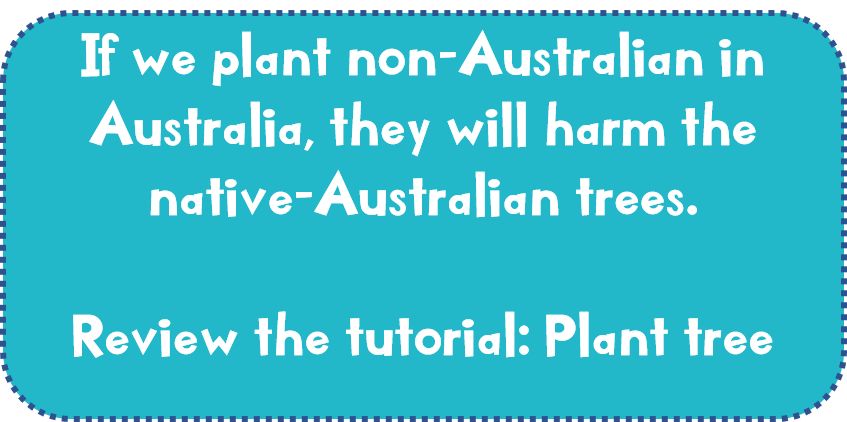 If we plant non-Australian in
Australia, they will harm the
native-Australian trees.
Review the tutorial: Plant tree